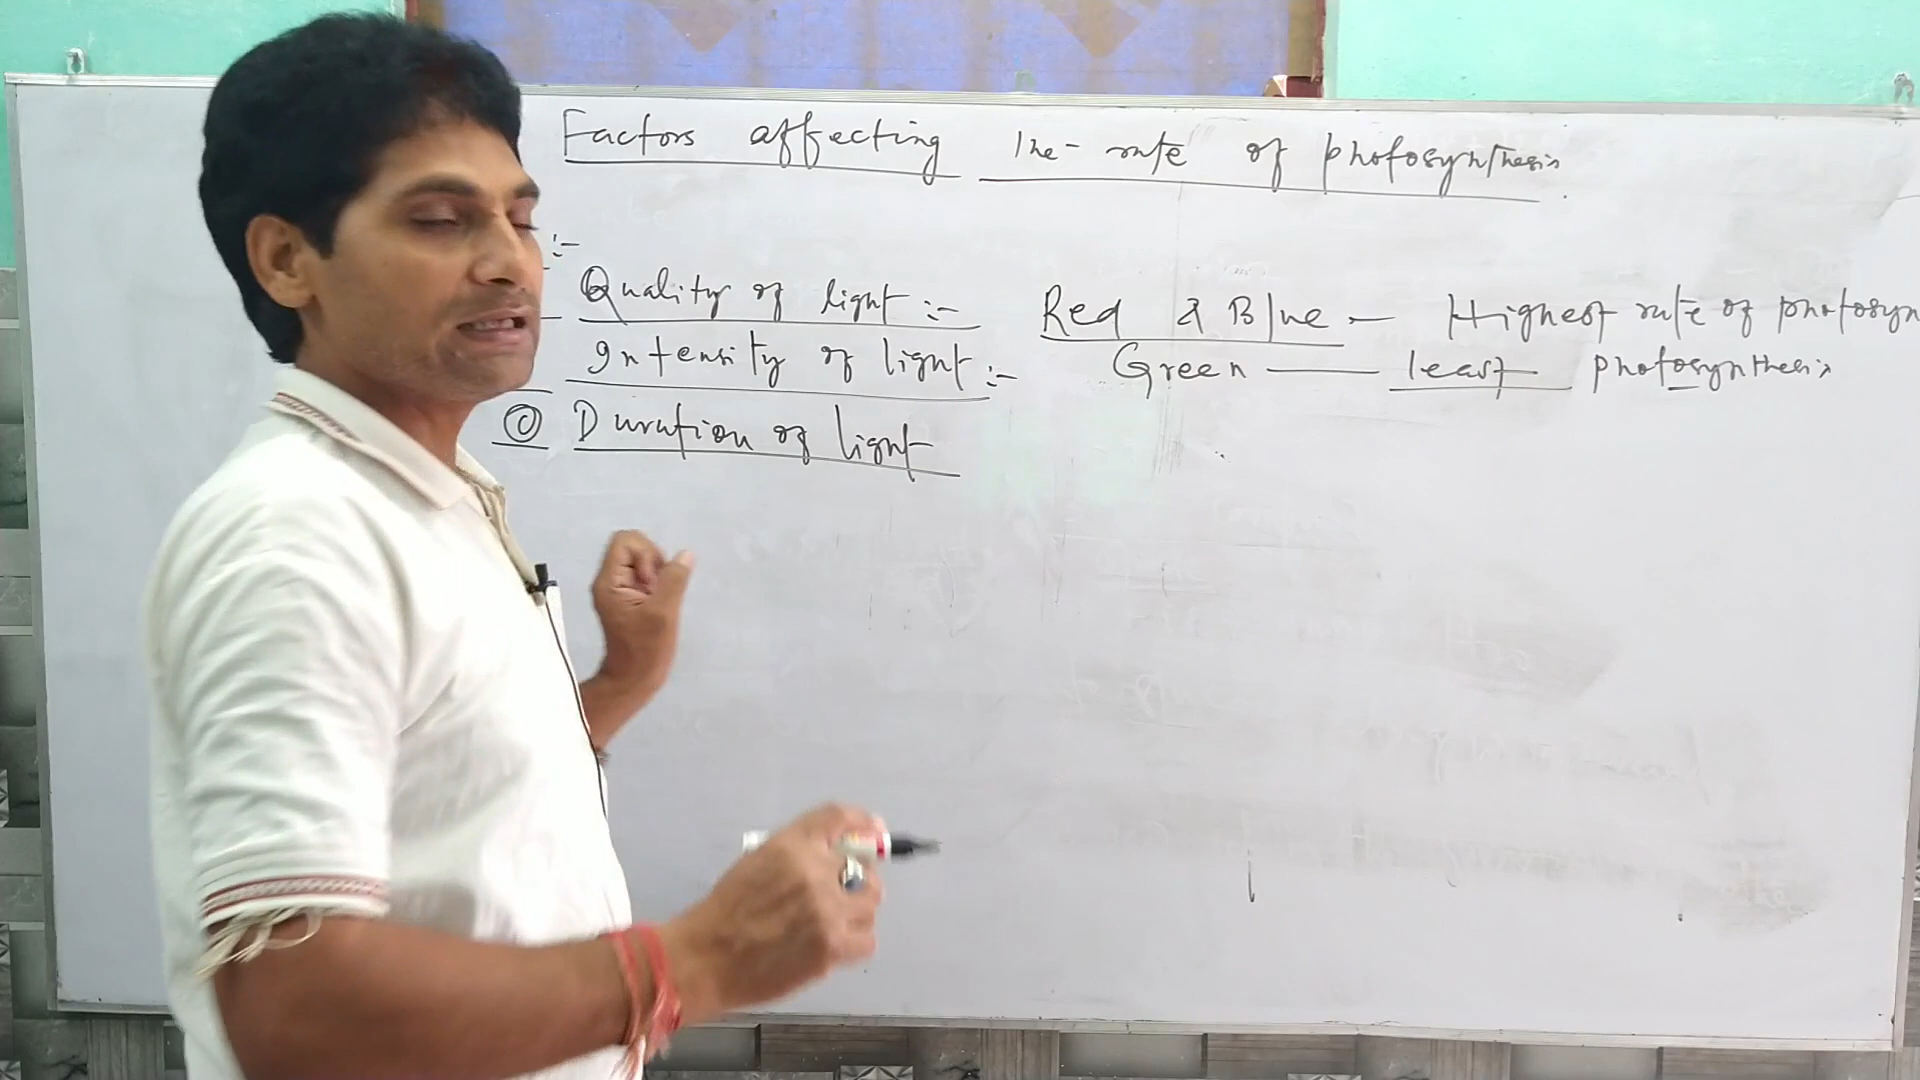 Factors affecting the rate of photosynthesis
:-
Quality of light :- Red & Blue - Highest rate of photosyn
Intensity of light :- Green — least photosynthesis
© Duration of light